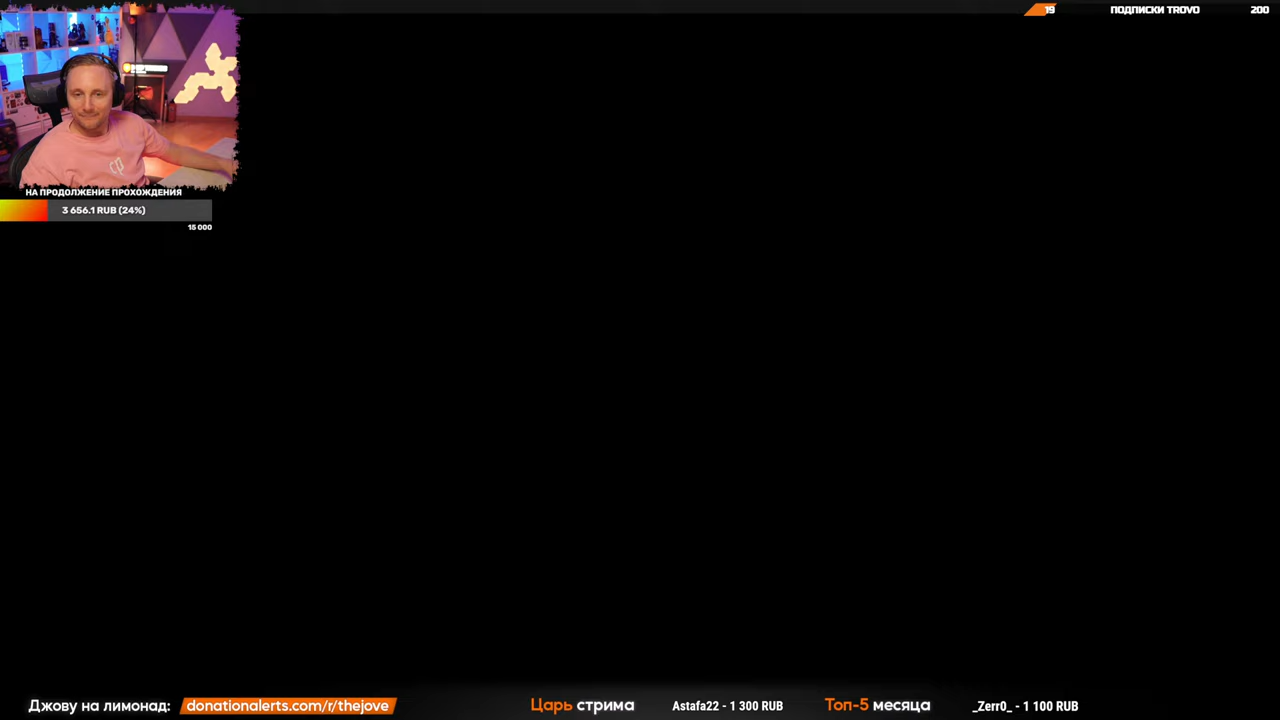 19 ПОДПИСКИ TROVO 200
НА ПРОДОЛЖЕНИЕ ПРОХОЖДЕНИЯ
3 656.1 RUB (24%)
15 000
Джову на лимонад: donationalerts.com/r/thejove Царь стрима Astafa22 - 1 300 RUB Топ-5 месяца _Zerr0_ - 1 100 RUB